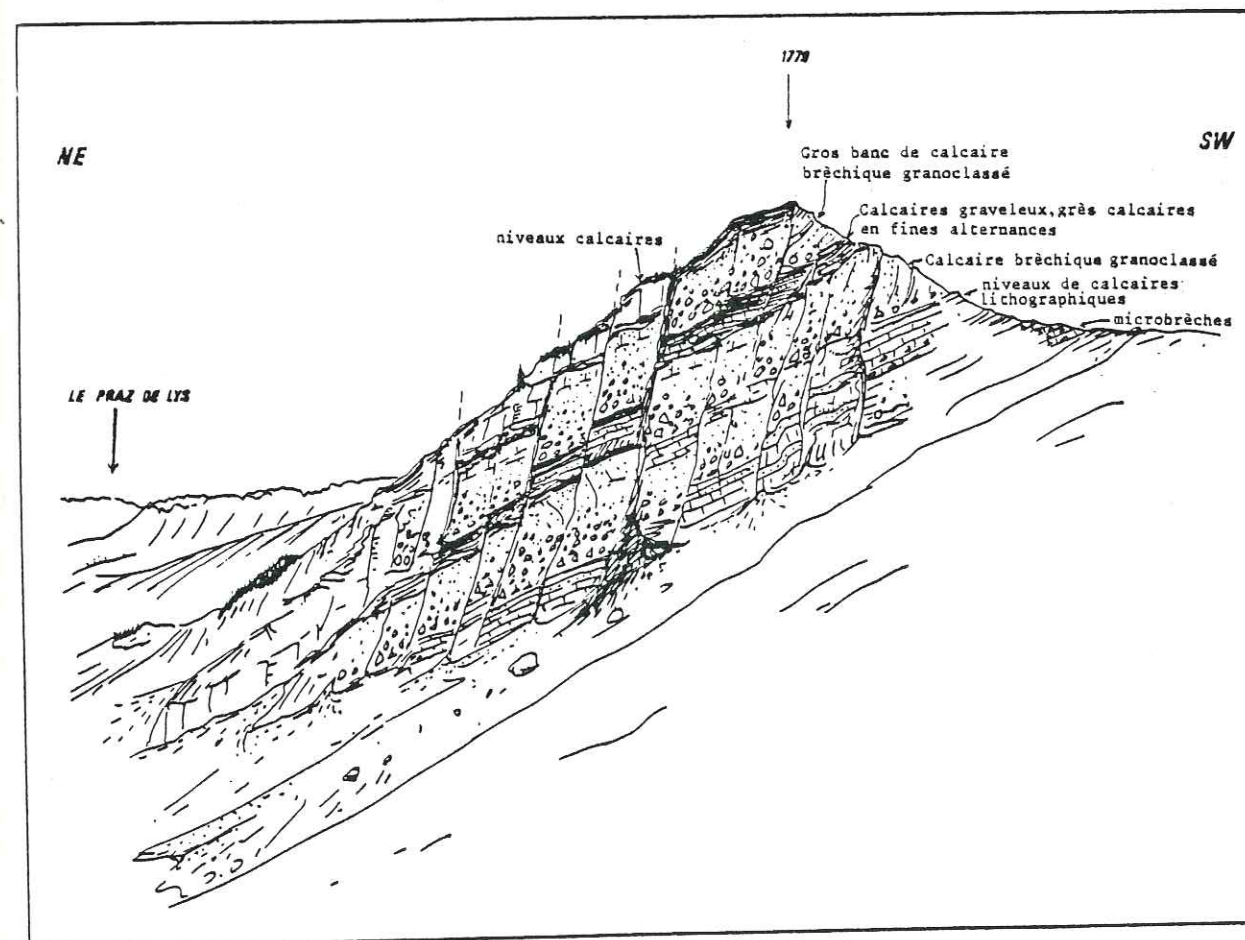 1779
NE
SW
Gros banc de calcaire
brèchique granoclassé
Calcaires graveleux, grès calcaires
en fines alternances
niveaux calcaires
Calcaire brèchique granoclassé
niveaux de calcaires
lithographiques
microbrèches
LE PRAZ DE LYS